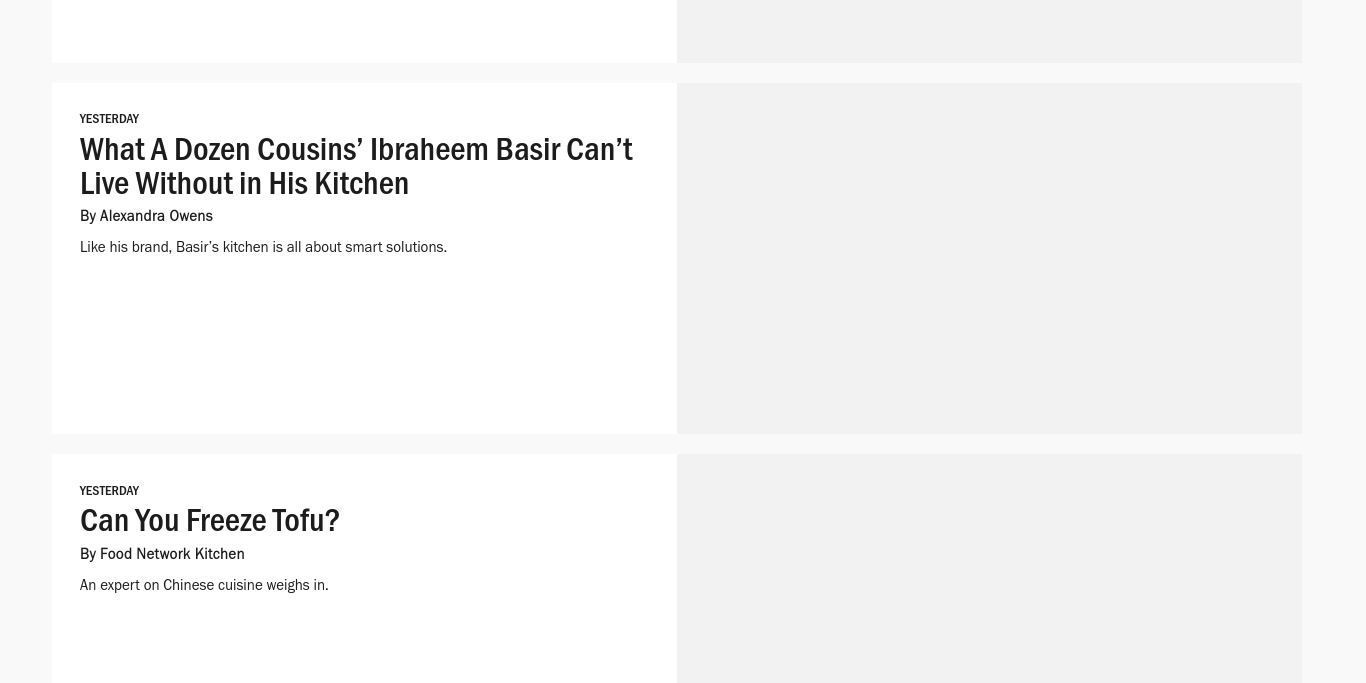 YESTERDAY
What A Dozen Cousins’ Ibraheem Basir Can’t
Live Without in His Kitchen
By Alexandra Owens
Like his brand, Basir’s kitchen is all about smart solutions.
YESTERDAY
Can You Freeze Tofu?
By Food Network Kitchen
An expert on Chinese cuisine weighs in.